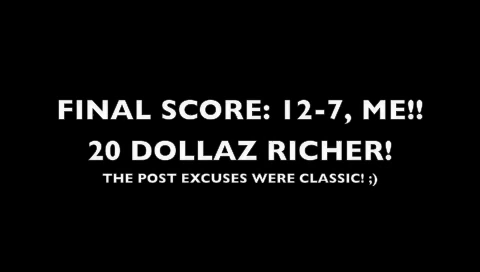 FINAL SCORE: 12-7, ME!!
20 DOLLAZ RICHER!
THE POST EXCUSES WERE CLASSIC! ;)